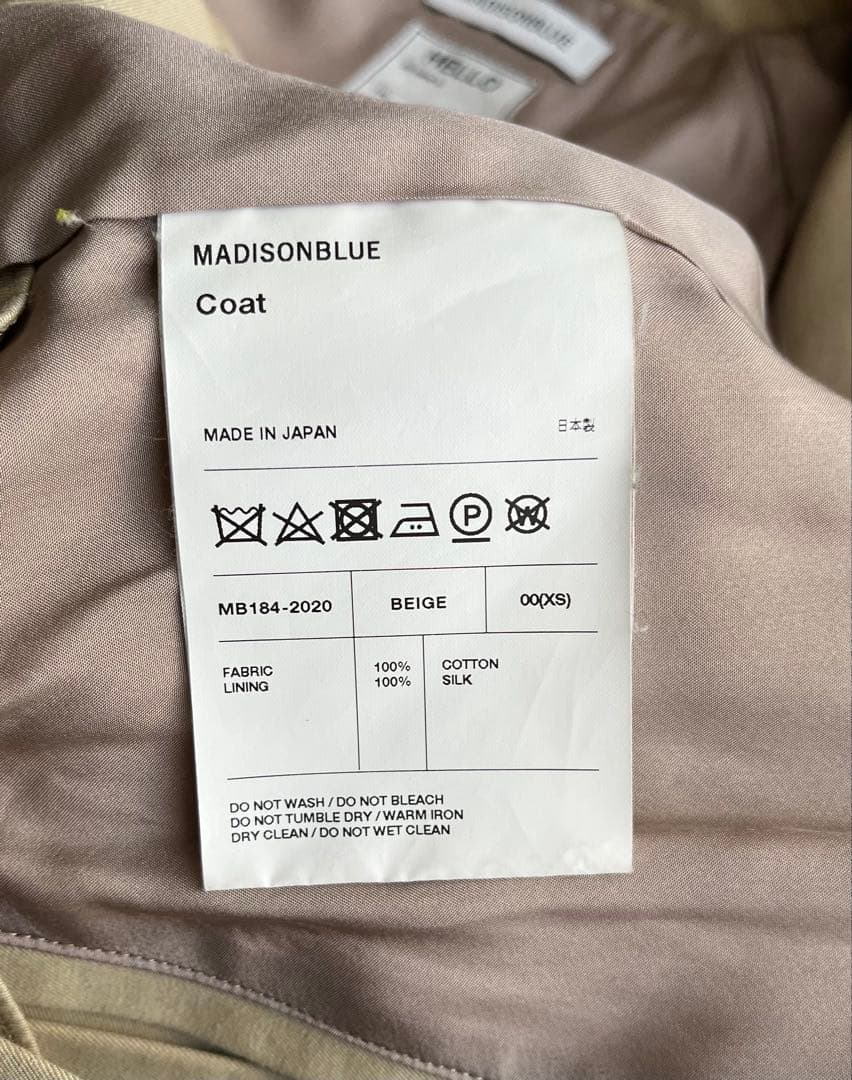 MADISONBLUE
MADISONBLUE
Coat
MADE IN JAPAN
日本製
P
W
MB184-2020
BEIGE
00(XS)
FABRIC 100% COTTON
LINING 100% SILK
DO NOT WASH / DO NOT BLEACH
DO NOT TUMBLE DRY / WARM IRON
DRY CLEAN / DO NOT WET CLEAN